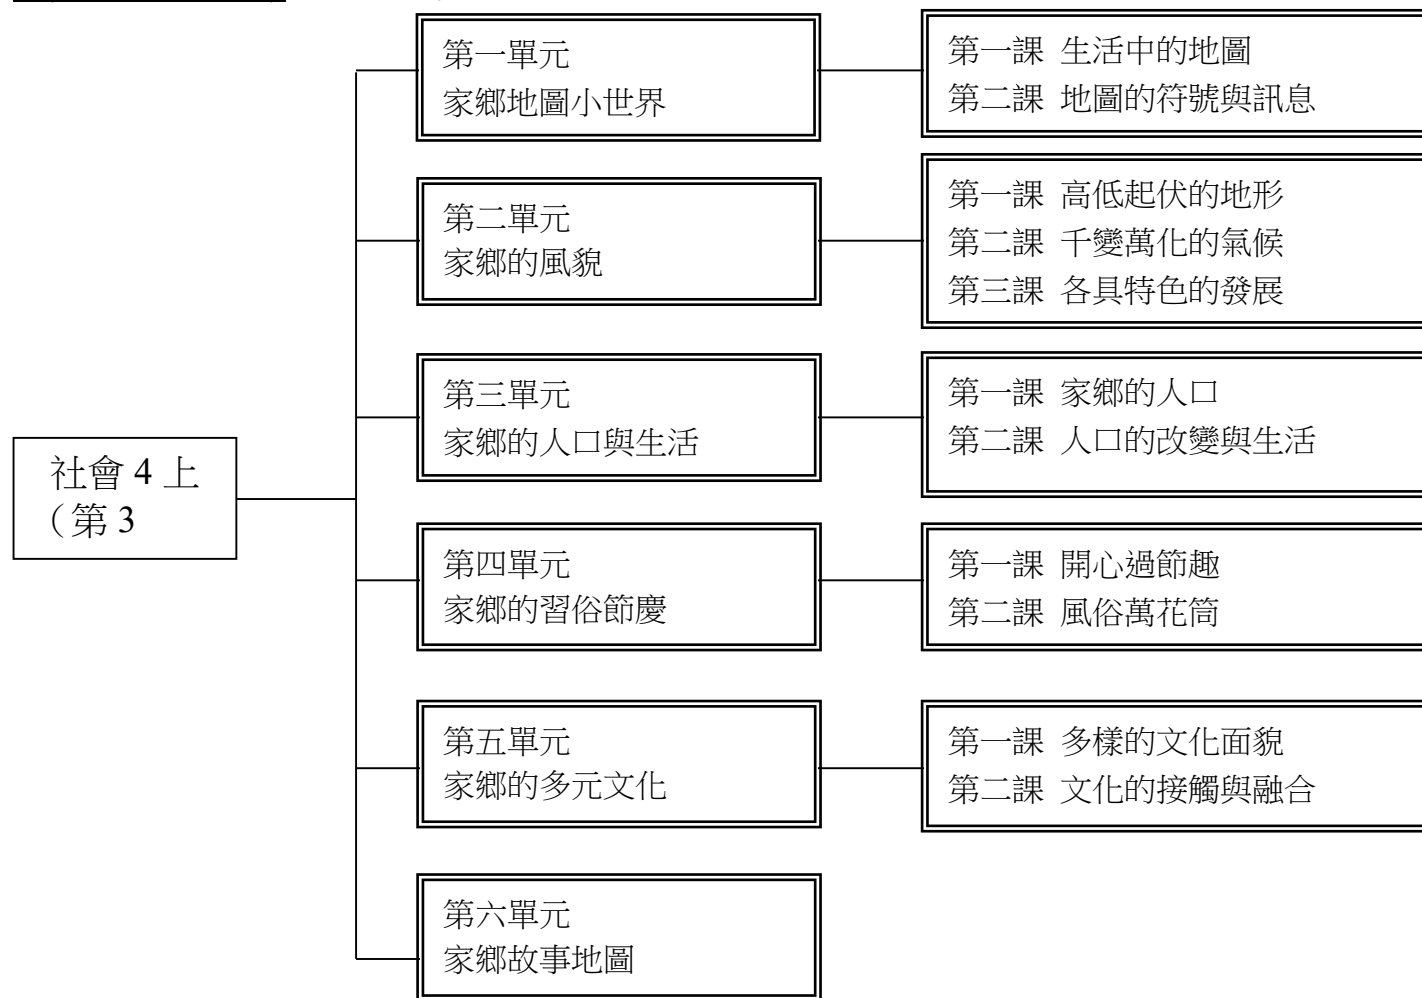 社會 4 上
（第 3
第一單元
家鄉地圖小世界
第一課 生活中的地圖
第二課 地圖的符號與訊息
第二單元
家鄉的風貌
第一課 高低起伏的地形
第二課 千變萬化的氣候
第三課 各具特色的發展
第三單元
家鄉的人口與生活
第一課 家鄉的人口
第二課 人口的改變與生活
第四單元
家鄉的習俗節慶
第一課 開心過節趣
第二課 風俗萬花筒
第五單元
家鄉的多元文化
第一課 多樣的文化面貌
第二課 文化的接觸與融合
第六單元
家鄉故事地圖